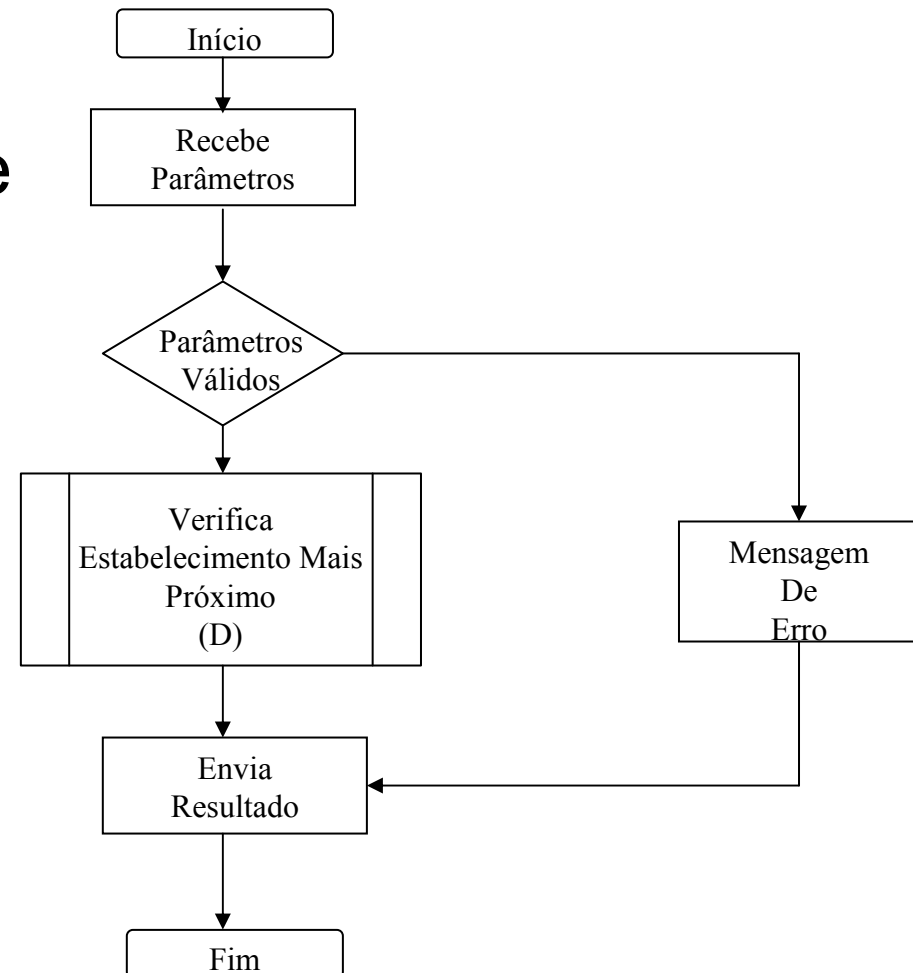 Início
Recebe
Parâmetros
e
Parâmetros
Válidos
Verifica
Estabelecimento Mais
Próximo
(D)
Mensagem
De
Erro
Envia
Resultado
Fim